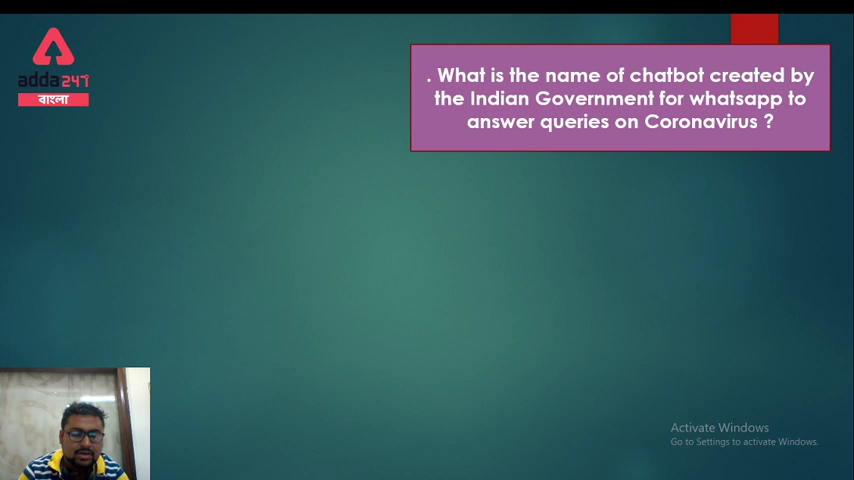 adda247
বাংলা
. What is the name of chatbot created by
the Indian Government for whatsapp to
answer queries on Coronavirus ?
Activate Windows
Go to Settings to activate Windows.